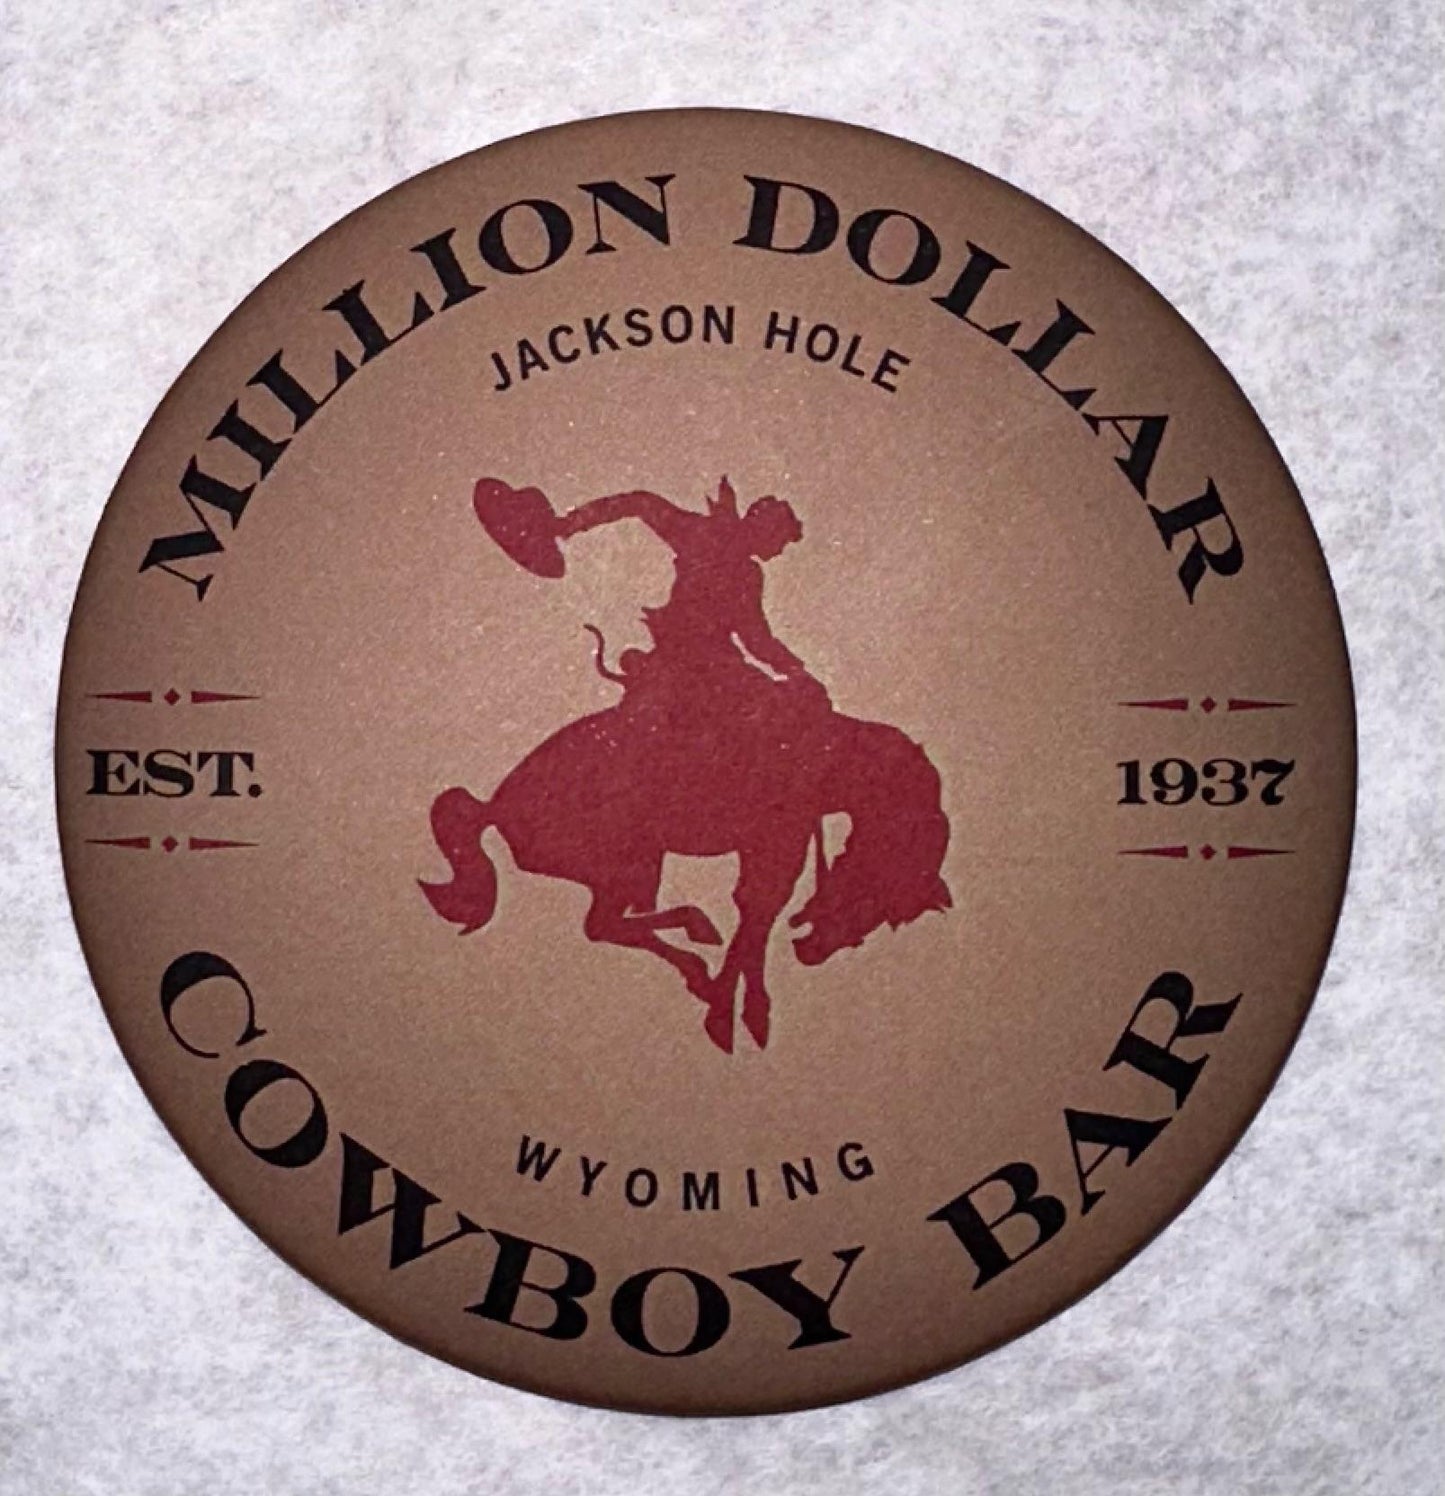 MILLION DOLLAR
JACKSON HOLE
EST.
1937
WYOMING
COWBOY BAR